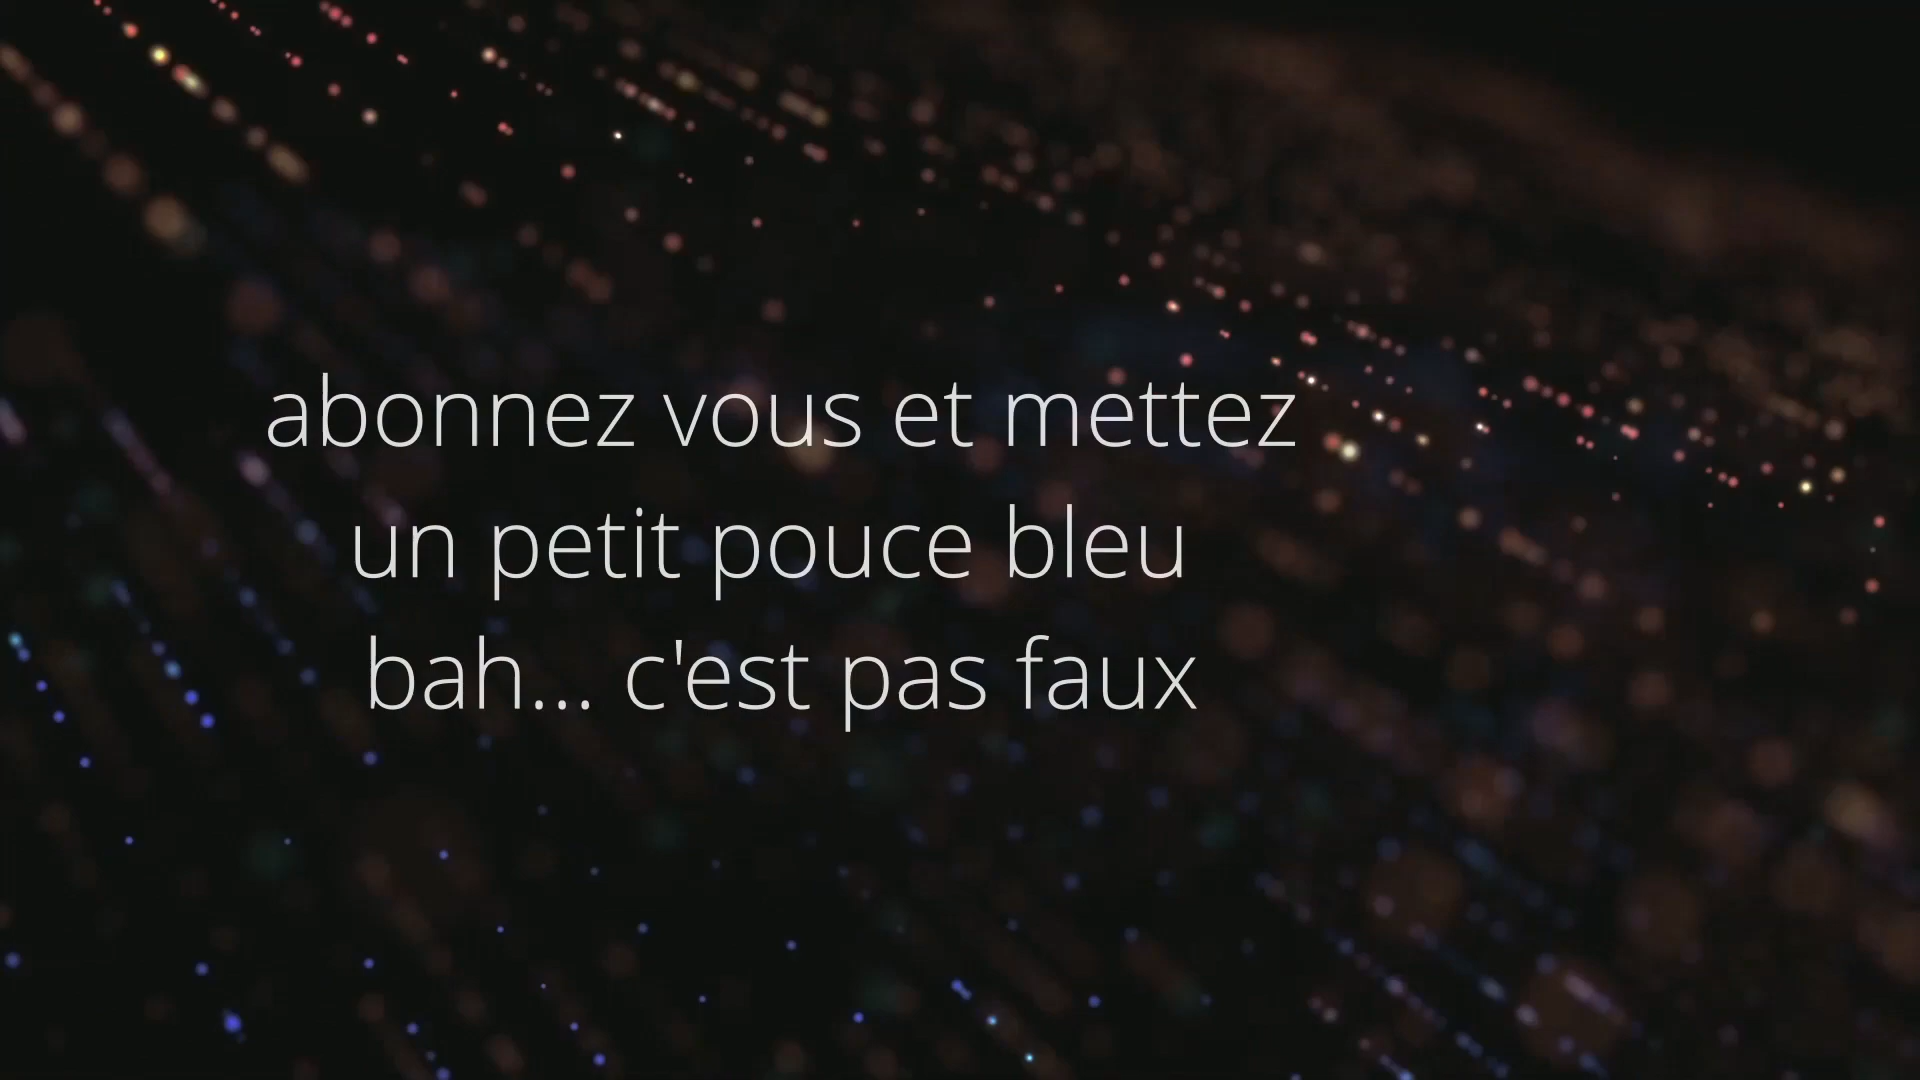 abonnez vous et mettez
un petit pouce bleu
bah... c'est pas faux